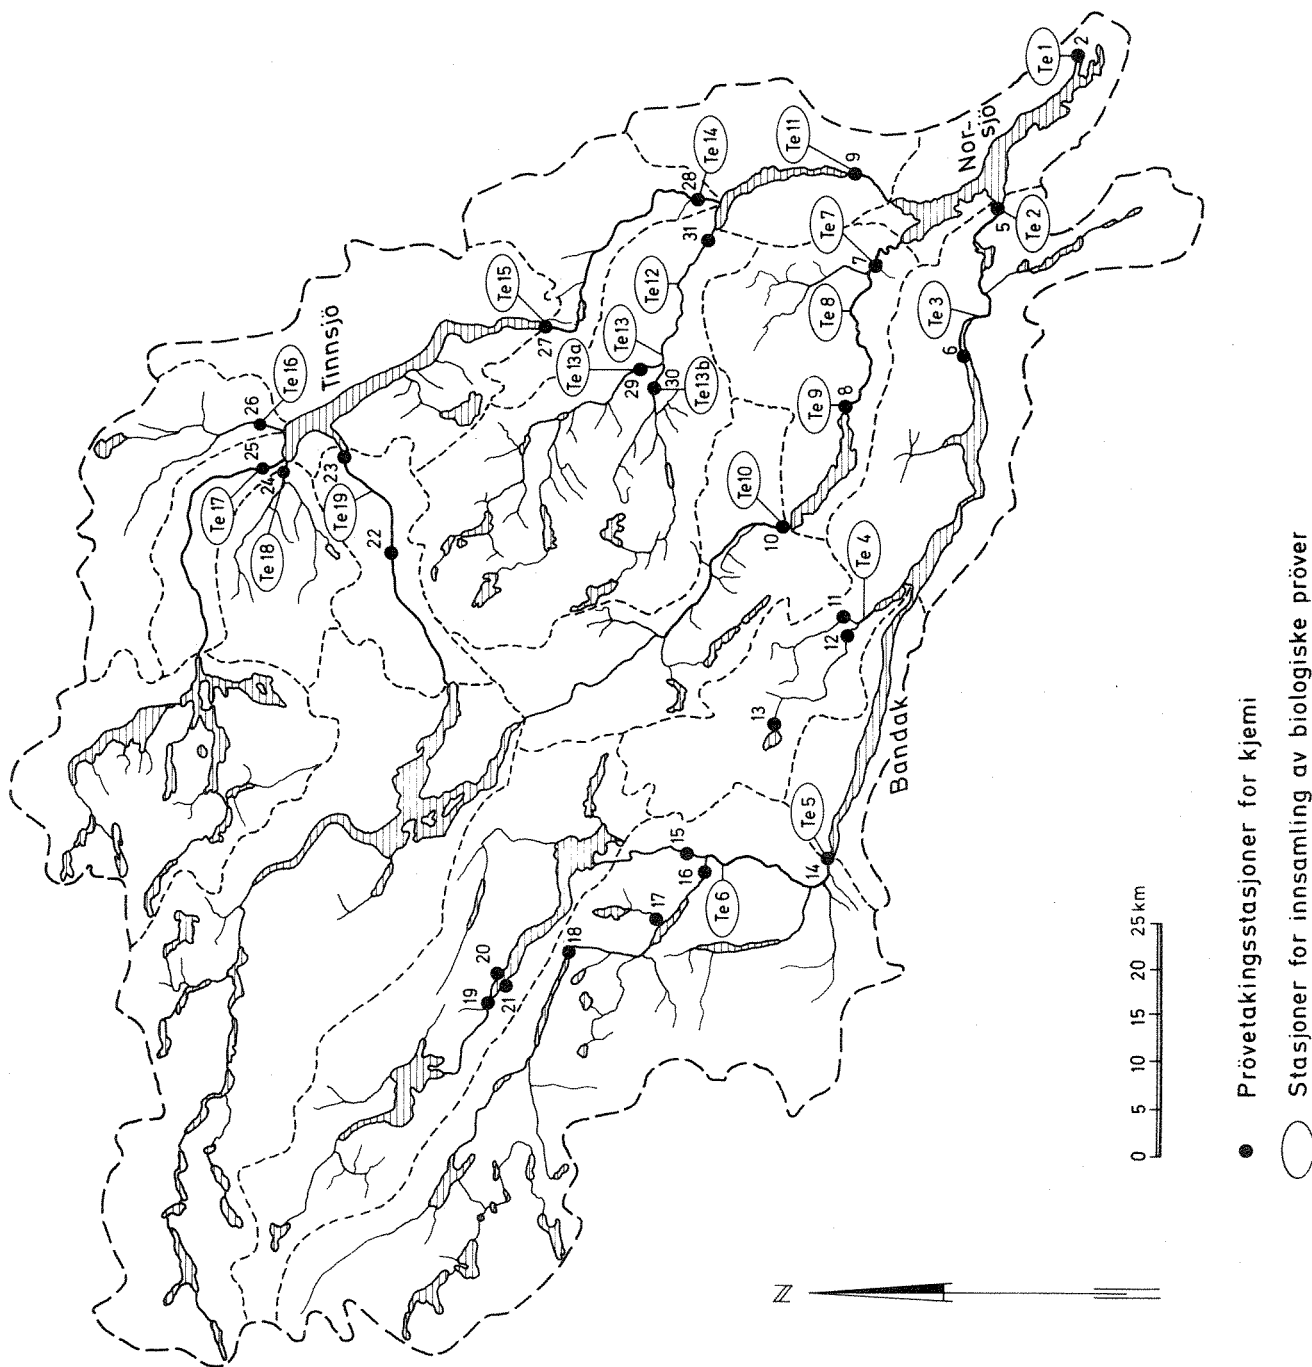 Te 1
2
Nor-
sjö
Te 11
9
Te 14
28
5
Te 2
31
Te 7
7
Te 12
Te 8
Te 3
6
Te 15
27
Te 13
Te 13a
29
30
Te 13b
Te 9
8
Tinnsjö
Te 16
26
25
24
23
Te 17
Te 18
Te 19
22
Te10
10
Te 4
11
12
13
Bandak
Te 5
14
15
16
Te 6
17
18
20
21
19
N
0 5 10 15 20 25 km
Prövetakingsstasjoner for kjemi
Stasjoner for innsamling av biologiske pröver